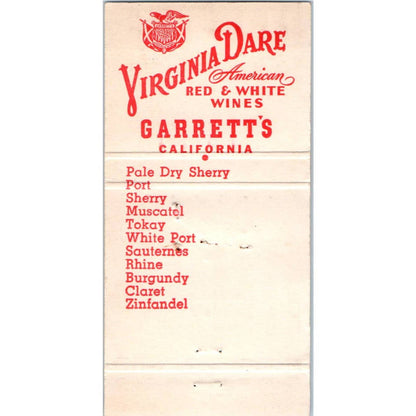 VIRGINIA DARE
American
RED & WHITE
WINES
GARRETT'S
CALIFORNIA
Pale Dry Sherry
Port
Sherry
Muscatel
Tokay
White Port
Sauternes
Rhine
Burgundy
Claret
Zinfandel